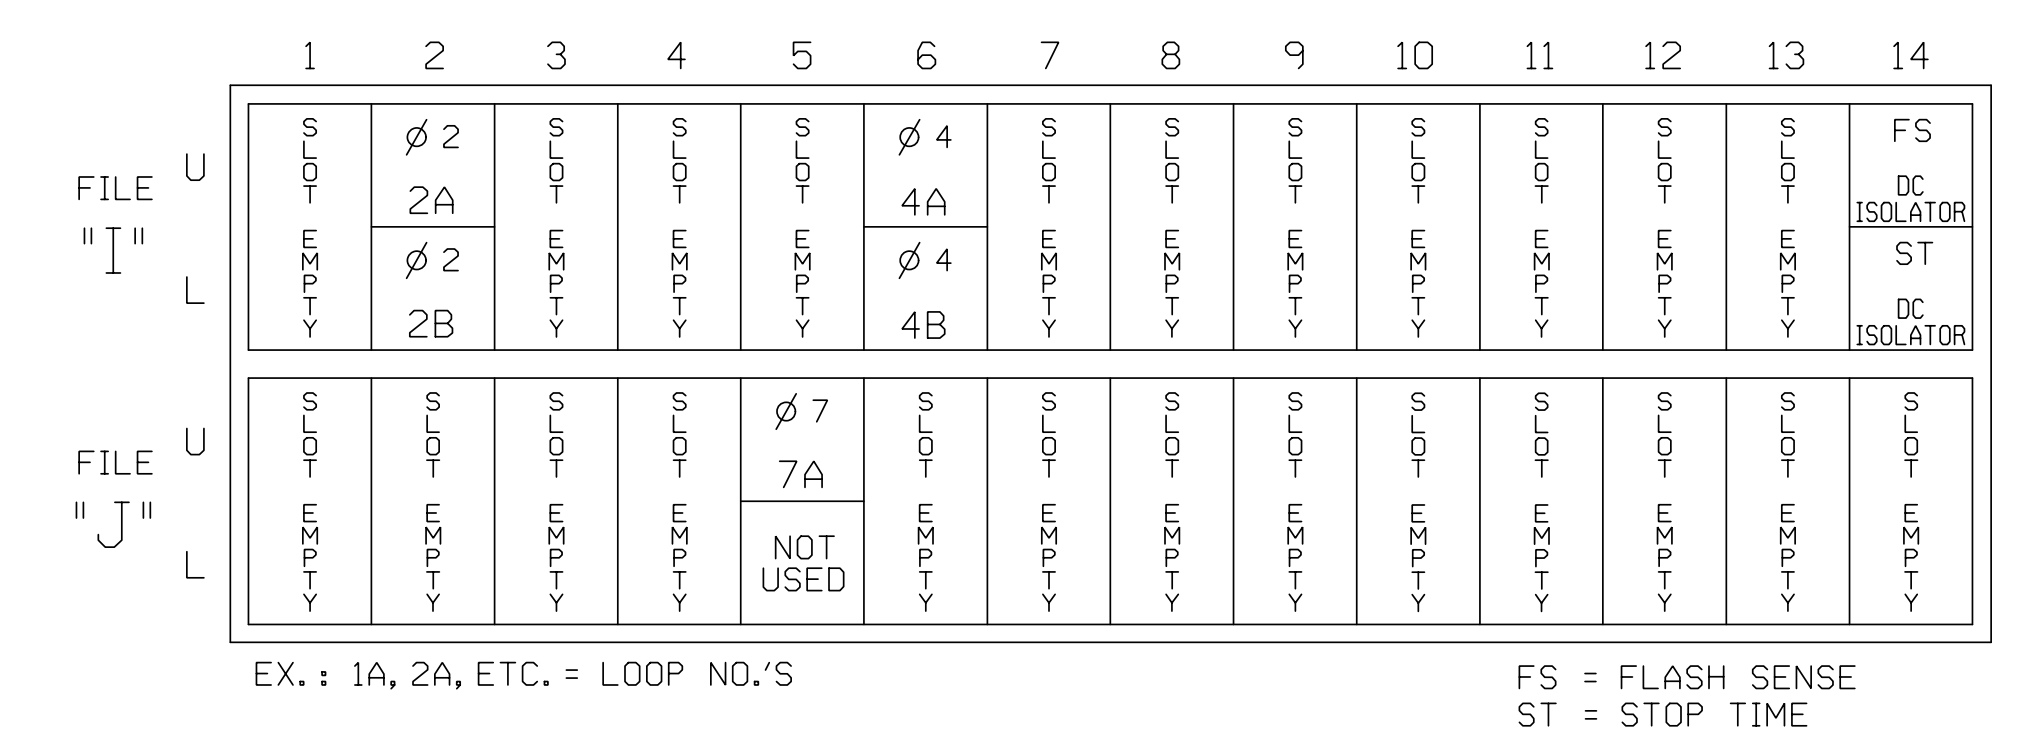 1 2 3 4 5 6 7 8 9 10 11 12 13 14
FILE "I"
U
L
SLOT EMPTY
ø 2
2A
ø 2
2B
SLOT EMPTY
SLOT EMPTY
SLOT EMPTY
ø 4
4A
ø 4
4B
SLOT EMPTY
SLOT EMPTY
SLOT EMPTY
SLOT EMPTY
SLOT EMPTY
SLOT EMPTY
SLOT EMPTY
FS
DC
ISOLATOR
ST
DC
ISOLATOR
FILE "J"
U
L
SLOT EMPTY
SLOT EMPTY
SLOT EMPTY
SLOT EMPTY
ø 7
7A
NOT
USED
SLOT EMPTY
SLOT EMPTY
SLOT EMPTY
SLOT EMPTY
SLOT EMPTY
SLOT EMPTY
SLOT EMPTY
SLOT EMPTY
SLOT EMPTY
EX.: 1A, 2A, ETC. = LOOP NO.'S
FS = FLASH SENSE
ST = STOP TIME